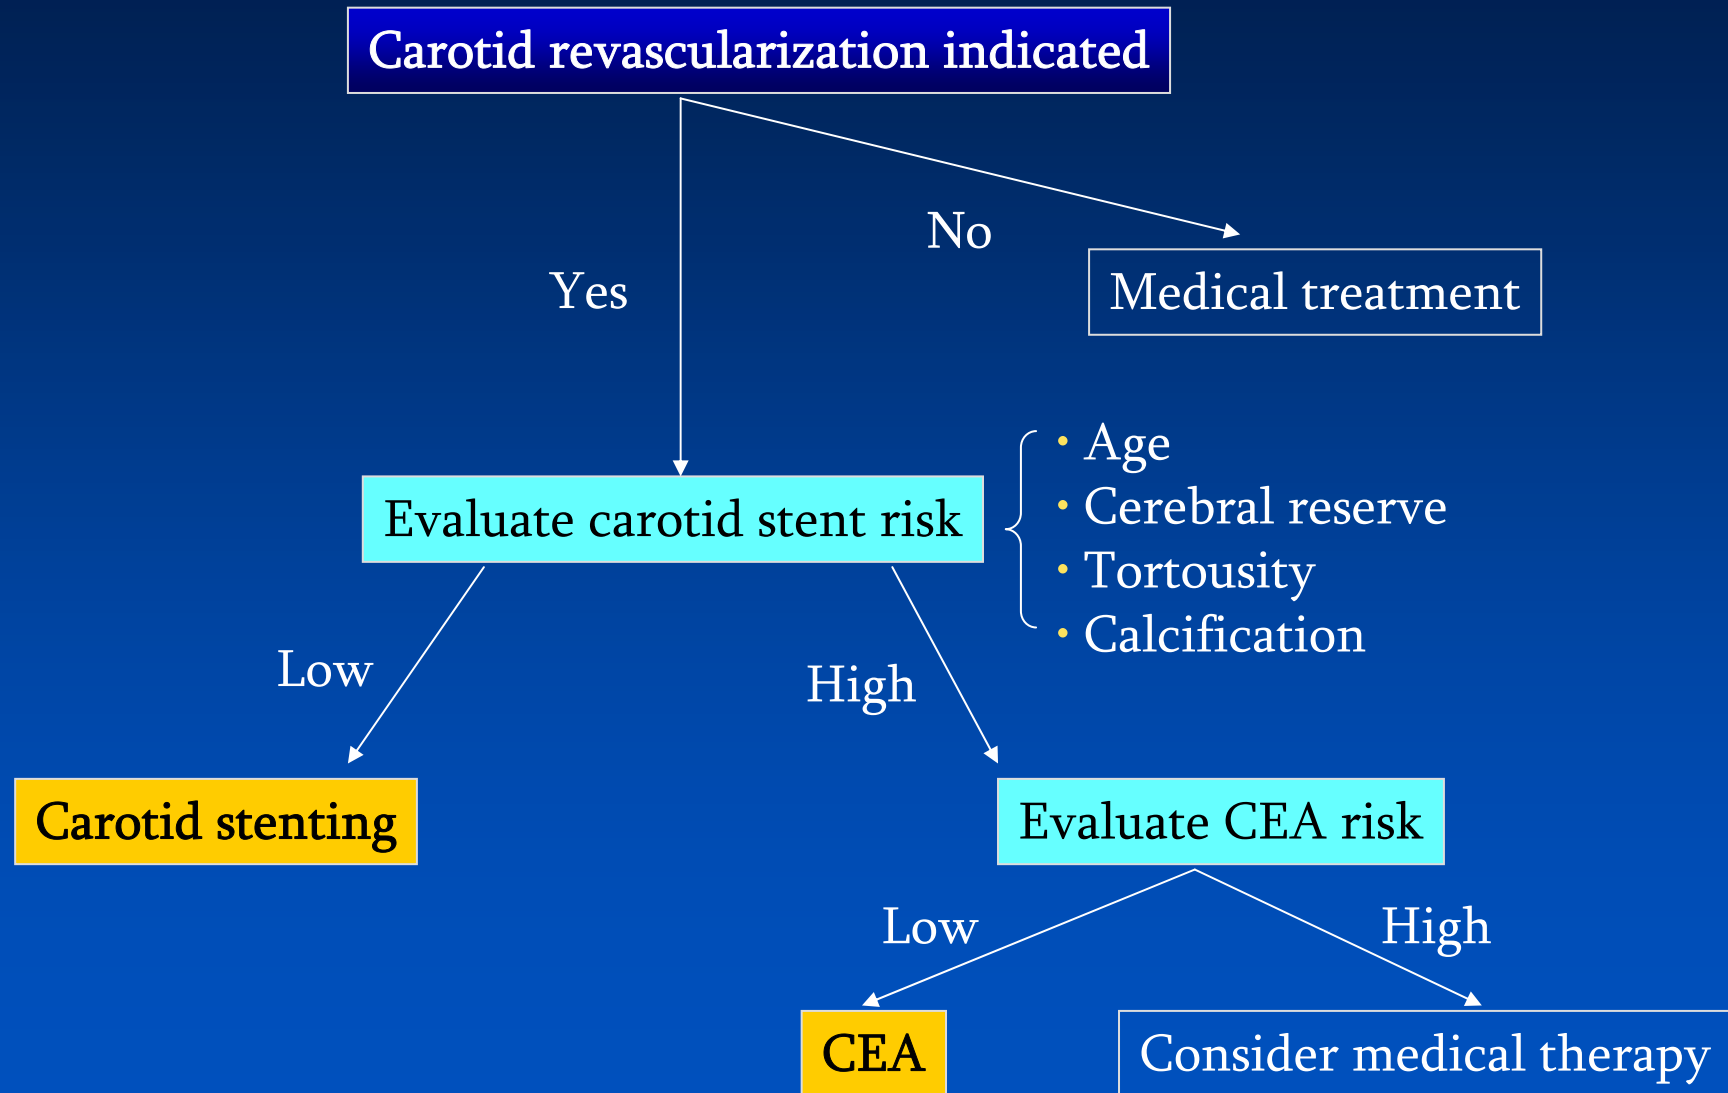 Carotid revascularization indicated
No
Yes
Medical treatment
• Age
• Cerebral reserve
• Tortousity
• Calcification
Evaluate carotid stent risk
Low
High
Carotid stenting
Evaluate CEA risk
Low
High
CEA
Consider medical therapy